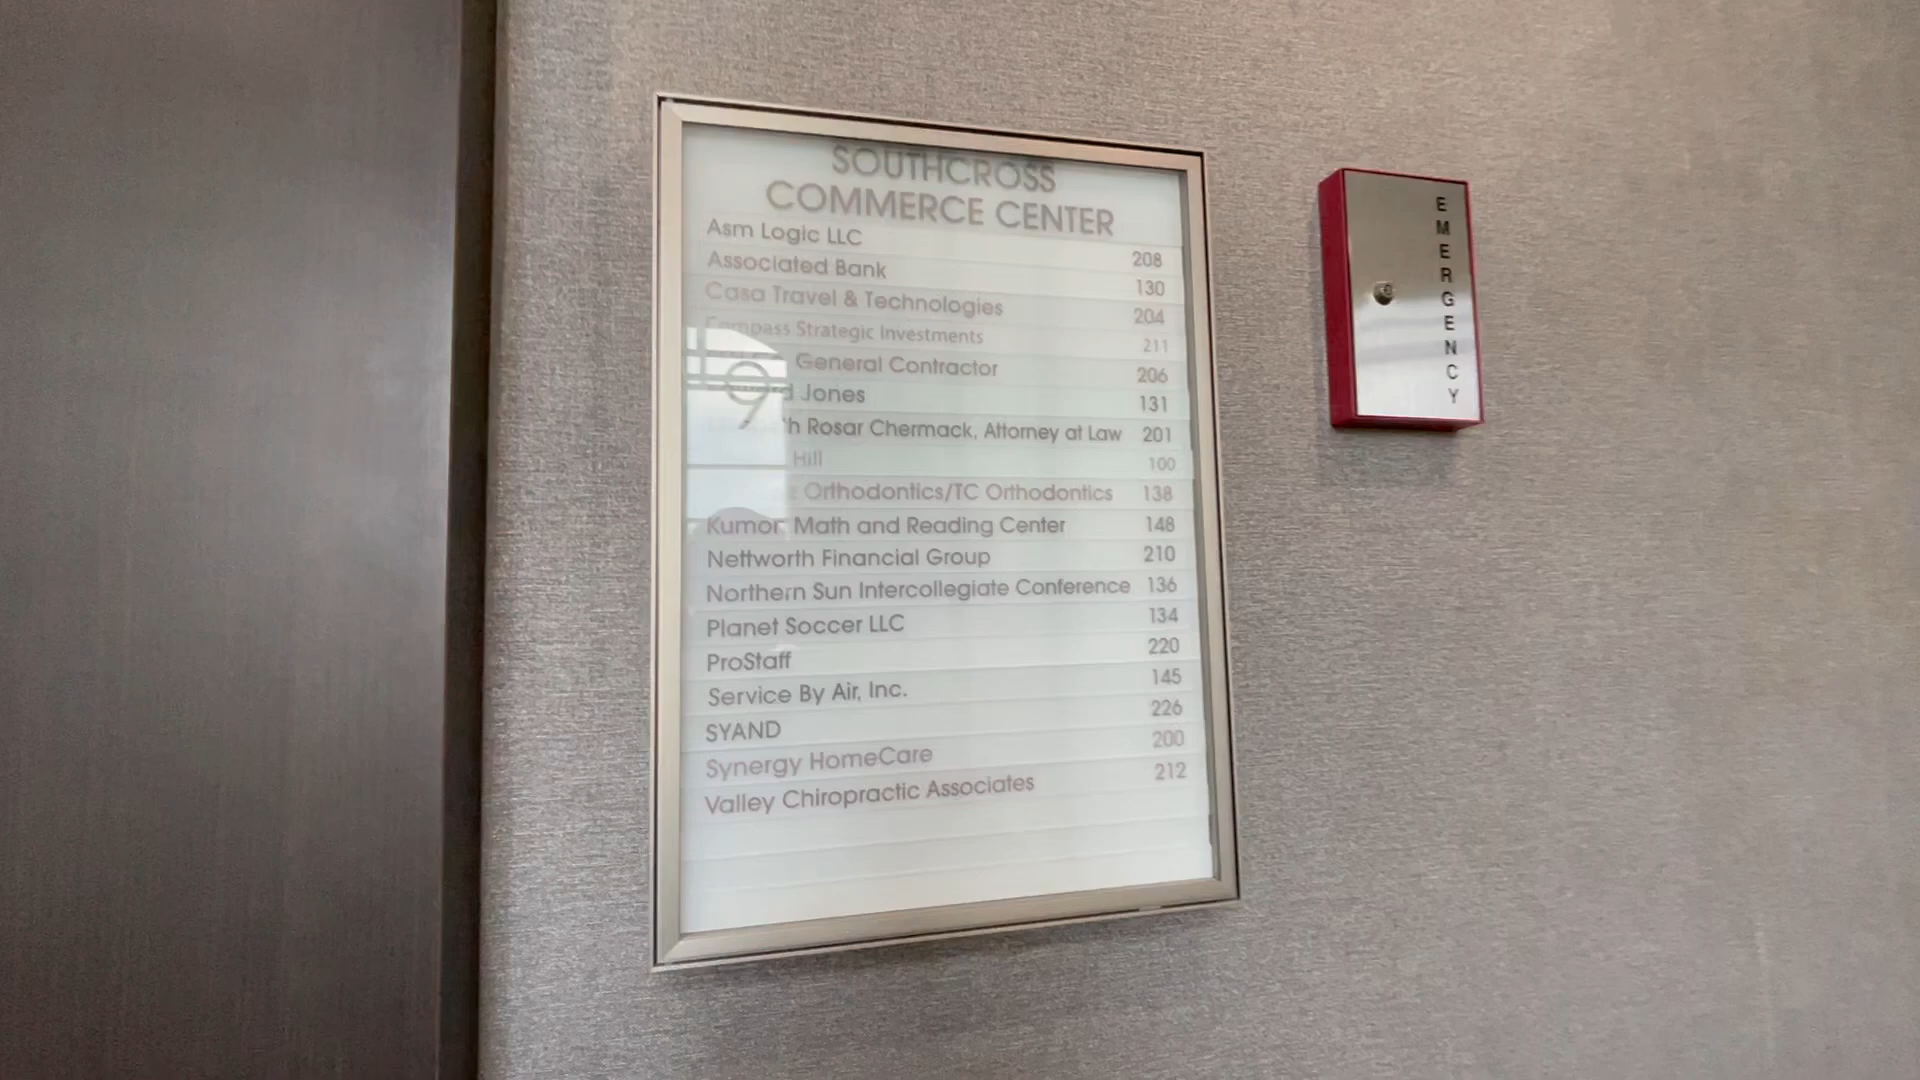 SOUTHCROSS
COMMERCE CENTER
Asm Logic LLC 208
Associated Bank 130
Casa Travel & Technologies 204
Compass Strategic Investments 211
General Contractor 206
Edward Jones 131
Rosar Chermack, Attorney at Law 201
Hill 100
Orthodontics/TC Orthodontics 138
Kumon Math and Reading Center 148
Nettworth Financial Group 210
Northern Sun Intercollegiate Conference 136
Planet Soccer LLC 134
ProStaff 220
Service By Air, Inc. 145
SYAND 226
Synergy HomeCare 200
Valley Chiropractic Associates 212
9
EMERGENCY